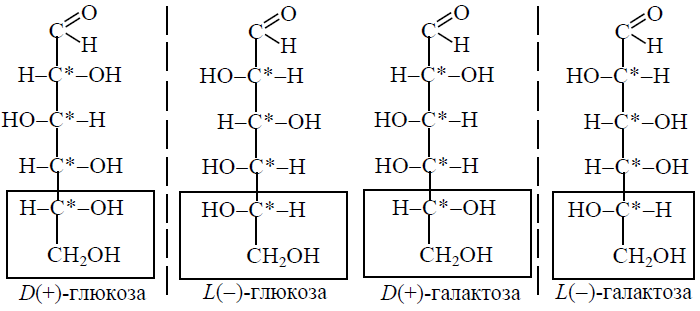 O O O O
C C C C
H H H H
H–C*–OH HO–C*–H H–C*–OH HO–C*–H
HO–C*–H H–C*–OH HO–C*–H H–C*–OH
H–C*–OH HO–C*–H HO–C*–H H–C*–OH
H–C*–OH HO–C*–H H–C*–OH HO–C*–H
CH₂OH CH₂OH CH₂OH CH₂OH
D(+)-глюкоза L(–)-глюкоза D(+)-галактоза L(–)-галактоза